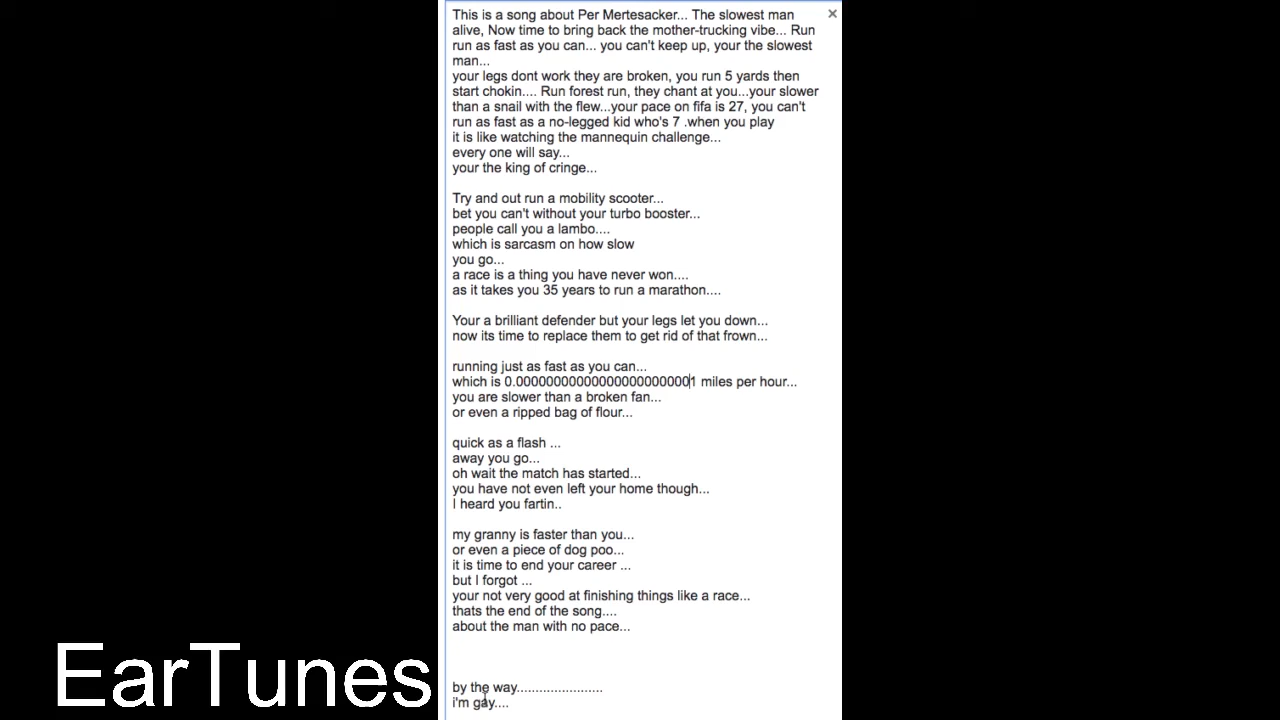 This is a song about Per Mertesacker... The slowest man
alive, Now time to bring back the mother-trucking vibe... Run
run as fast as you can... you can't keep up, your the slowest
man...
your legs dont work they are broken, you run 5 yards then
start chokin.... Run forest run, they chant at you...your slower
than a snail with the flew...your pace on fifa is 27, you can't
run as fast as a no-legged kid who's 7 .when you play
it is like watching the mannequin challenge...
every one will say...
your the king of cringe...
Try and out run a mobility scooter...
bet you can't without your turbo booster...
people call you a lambo....
which is sarcasm on how slow
you go...
a race is a thing you have never won....
as it takes you 35 years to run a marathon....
Your a brilliant defender but your legs let you down...
now its time to replace them to get rid of that frown...
running just as fast as you can...
which is 0.00000000000000000000000001 miles per hour...
you are slower than a broken fan...
or even a ripped bag of flour...
quick as a flash ...
away you go...
oh wait the match has started...
you have not even left your home though...
I heard you fartin..
my granny is faster than you...
or even a piece of dog poo...
it is time to end your career ...
but I forgot ...
your not very good at finishing things like a race...
thats the end of the song....
about the man with no pace...
by the way.......................
i'm gay....
EarTunes